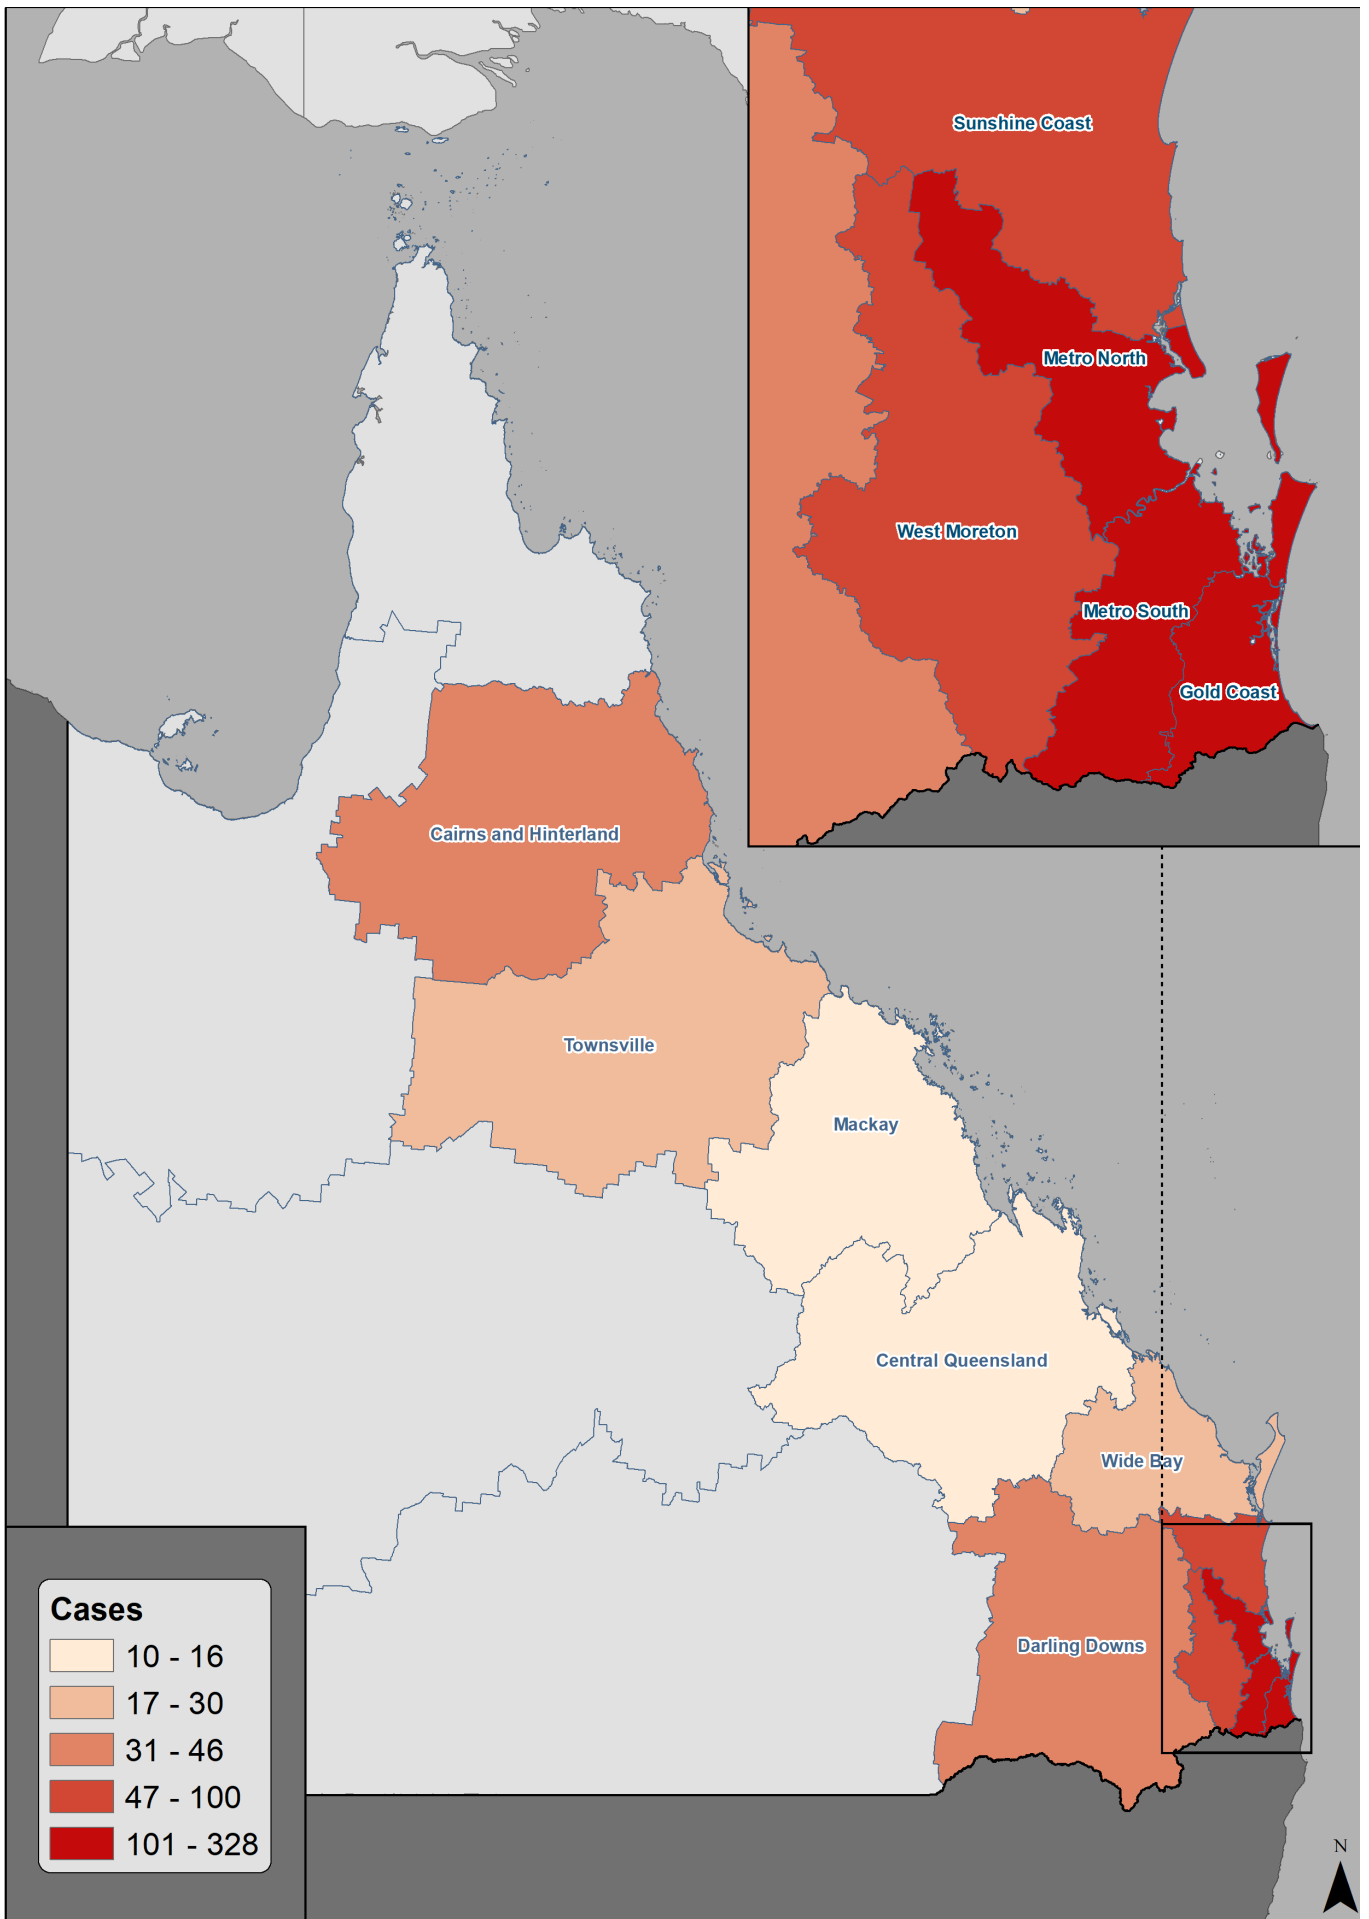 Sunshine Coast
Metro North
West Moreton
Metro South
Gold Coast
Cairns and Hinterland
Townsville
Mackay
Central Queensland
Wide Bay
Darling Downs
Cases
10 - 16
17 - 30
31 - 46
47 - 100
101 - 328
N